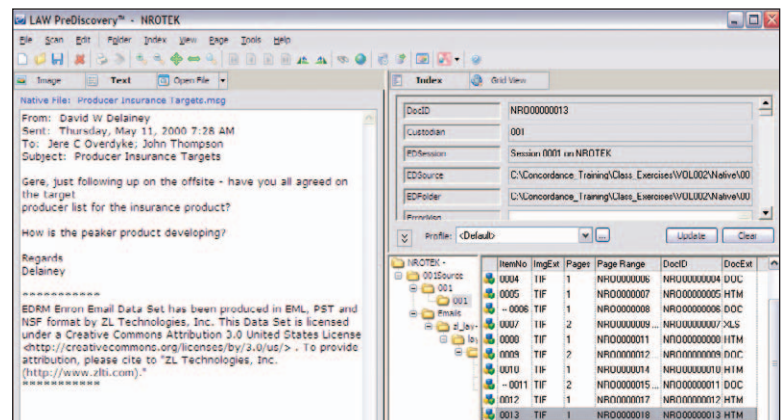 LAW PreDiscovery™ - NROTEK
File Scan Edit Folder Index View Page Tools Help
Image Text Open File
Index Grid View
Native File: Producer Insurance Targets.msg
From: David W Delainey
Sent: Thursday, May 11, 2000 7:28 AM
To: Jere C Overdyke; John Thompson
Subject: Producer Insurance Targets
Gere, just following up on the offsite - have you all agreed on
the target
producer list for the insurance product?
How is the peaker product developing?
Regards
Delainey
***********
EDRM Enron Email Data Set has been produced in EML, PST and
NSF format by ZL Technologies, Inc. This Data Set is licensed
under a Creative Commons Attribution 3.0 United States License
<http://creativecommons.org/licenses/by/3.0/us/> . To provide
attribution, please cite to "ZL Technologies, Inc.
(http://www.zlti.com)."
***********
DocID NRO00000013
Custodian 001
EDSession Session 0001 on NROTEK
EDSource C:\Concordance_Training\Class_Exercises\VOL002\Native\00
EDFolder C:\Concordance_Training\Class_Exercises\VOL002\Native\00
Profile: <Default> ... Update Clear
NROTEK -
001Source
001
001
Emails
zl_lay-
ItemNo ImgExt Pages Page Range DocID DocExt
0004 TIF 1 NRO0000006 NRO00000004 DOC
0005 TIF 1 NRO0000007 NRO00000005 HTM
-- 0006 TIF 1 NRO0000008 NRO00000006 DOC
0007 TIF 2 NRO0000009... NRO00000007 XLS
0008 TIF 1 NRO0000011 NRO00000008 HTM
0009 TIF 2 NRO0000012... NRO00000009 DOC
0010 TIF 1 NRO0000014 NRO00000010 HTM
-- 0011 TIF 2 NRO0000015... NRO00000011 DOC
0012 TIF 1 NRO0000017 NRO00000012 HTM
0013 TIF 1 NRO0000018 NRO00000013 HTM